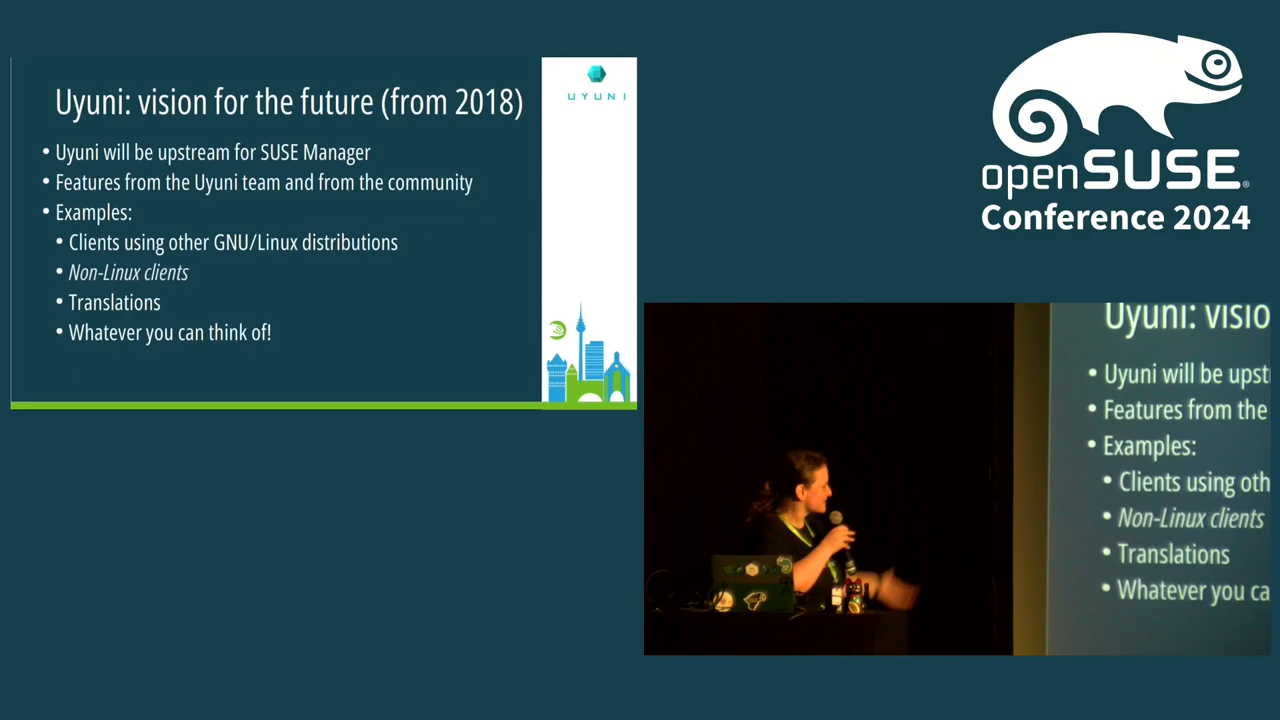 Uyuni: vision for the future (from 2018)
• Uyuni will be upstream for SUSE Manager
• Features from the Uyuni team and from the community
• Examples:
• Clients using other GNU/Linux distributions
• Non-Linux clients
• Translations
• Whatever you can think of!
UYUNI
openSUSE®
Conference 2024
Uyuni: visio
• Uyuni will be upst
• Features from the
• Examples:
• Clients using oth
• Non-Linux clients
• Translations
• Whatever you ca